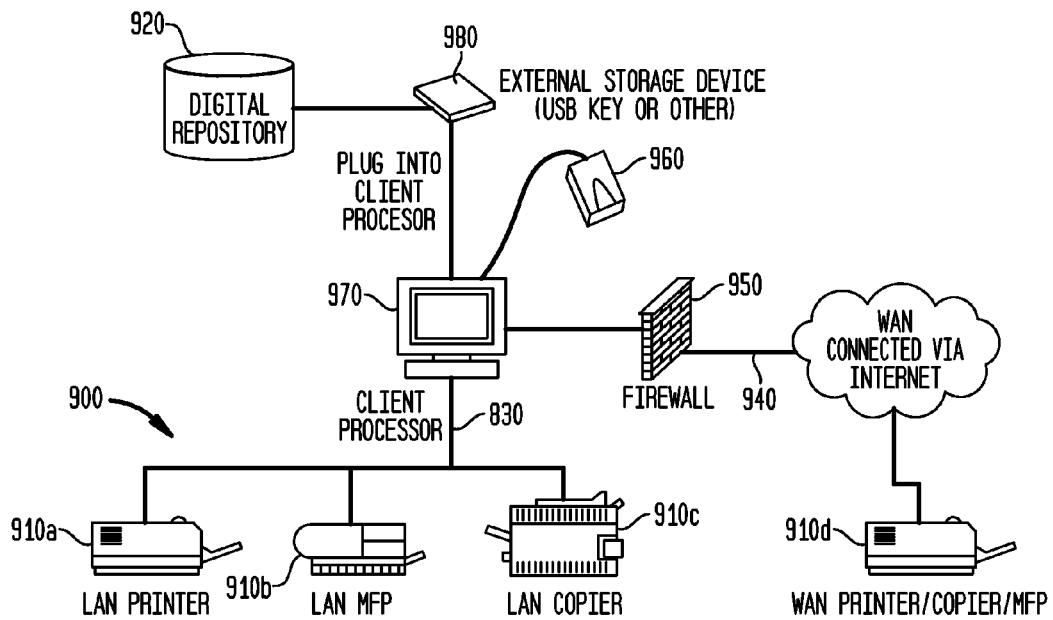 920
980
DIGITAL
REPOSITORY
EXTERNAL STORAGE DEVICE
(USB KEY OR OTHER)
PLUG INTO
CLIENT
PROCESOR
960
970
950
WAN
CONNECTED VIA
INTERNET
FIREWALL
940
900
CLIENT
PROCESSOR
830
910a
910b
910c
910d
LAN PRINTER
LAN MFP
LAN COPIER
WAN PRINTER/COPIER/MFP